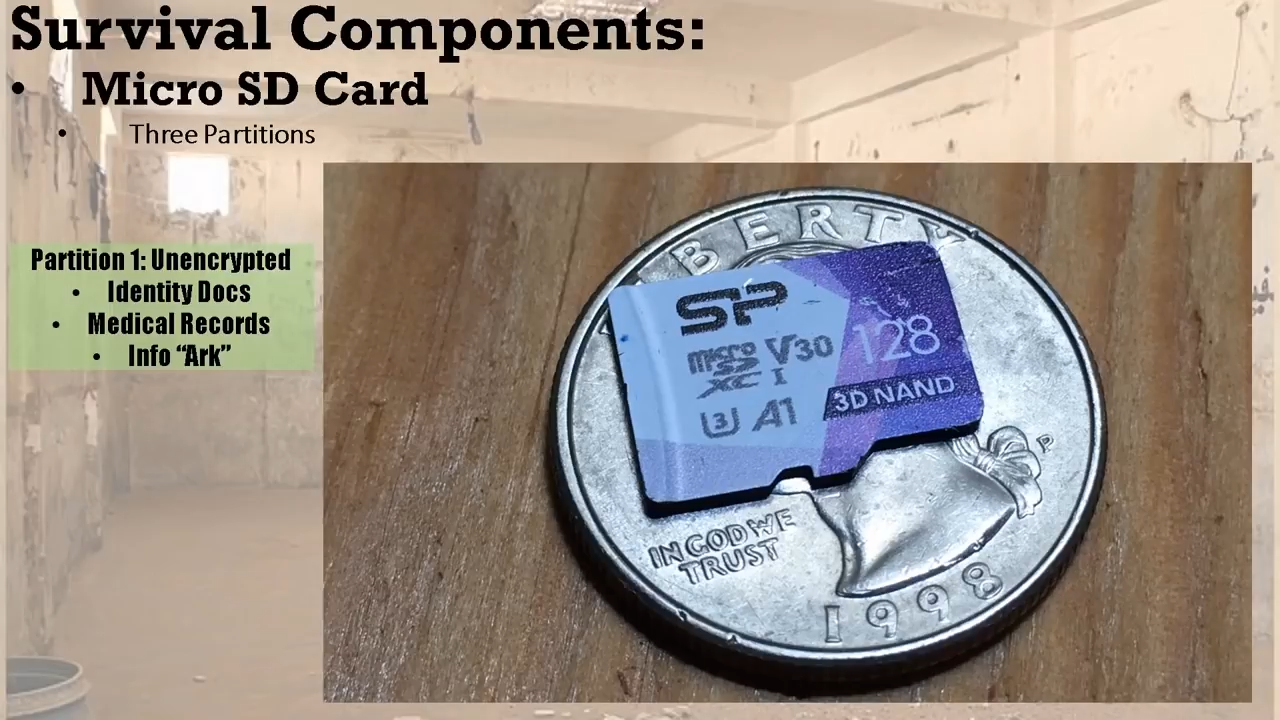 Survival Components:
• Micro SD Card
• Three Partitions
Partition 1: Unencrypted
• Identity Docs
• Medical Records
• Info “Ark”
LIBERTY
SP
micro SD XC I V30
128
U3 A1
3D NAND
P
IN GOD WE
TRUST
1998